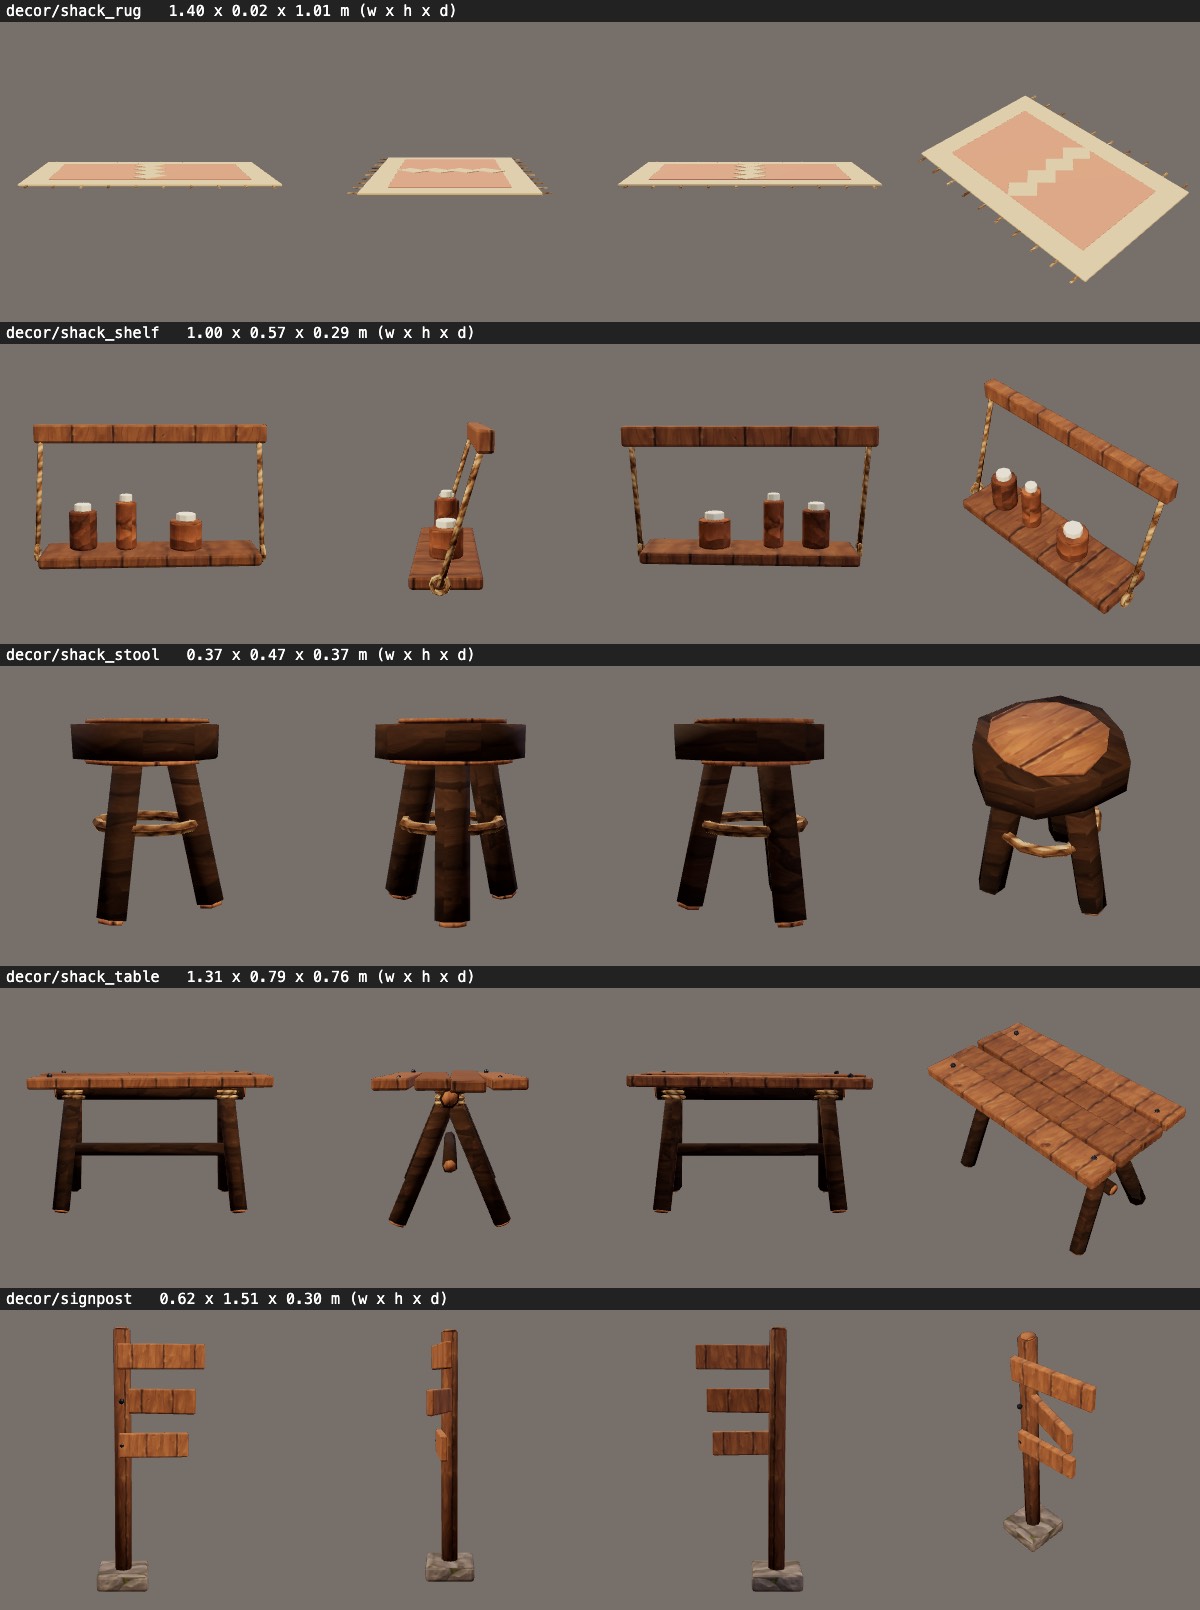 decor/shack_rug   1.40 x 0.02 x 1.01 m (w x h x d)
decor/shack_shelf   1.00 x 0.57 x 0.29 m (w x h x d)
decor/shack_stool   0.37 x 0.47 x 0.37 m (w x h x d)
decor/shack_table   1.31 x 0.79 x 0.76 m (w x h x d)
decor/signpost   0.62 x 1.51 x 0.30 m (w x h x d)